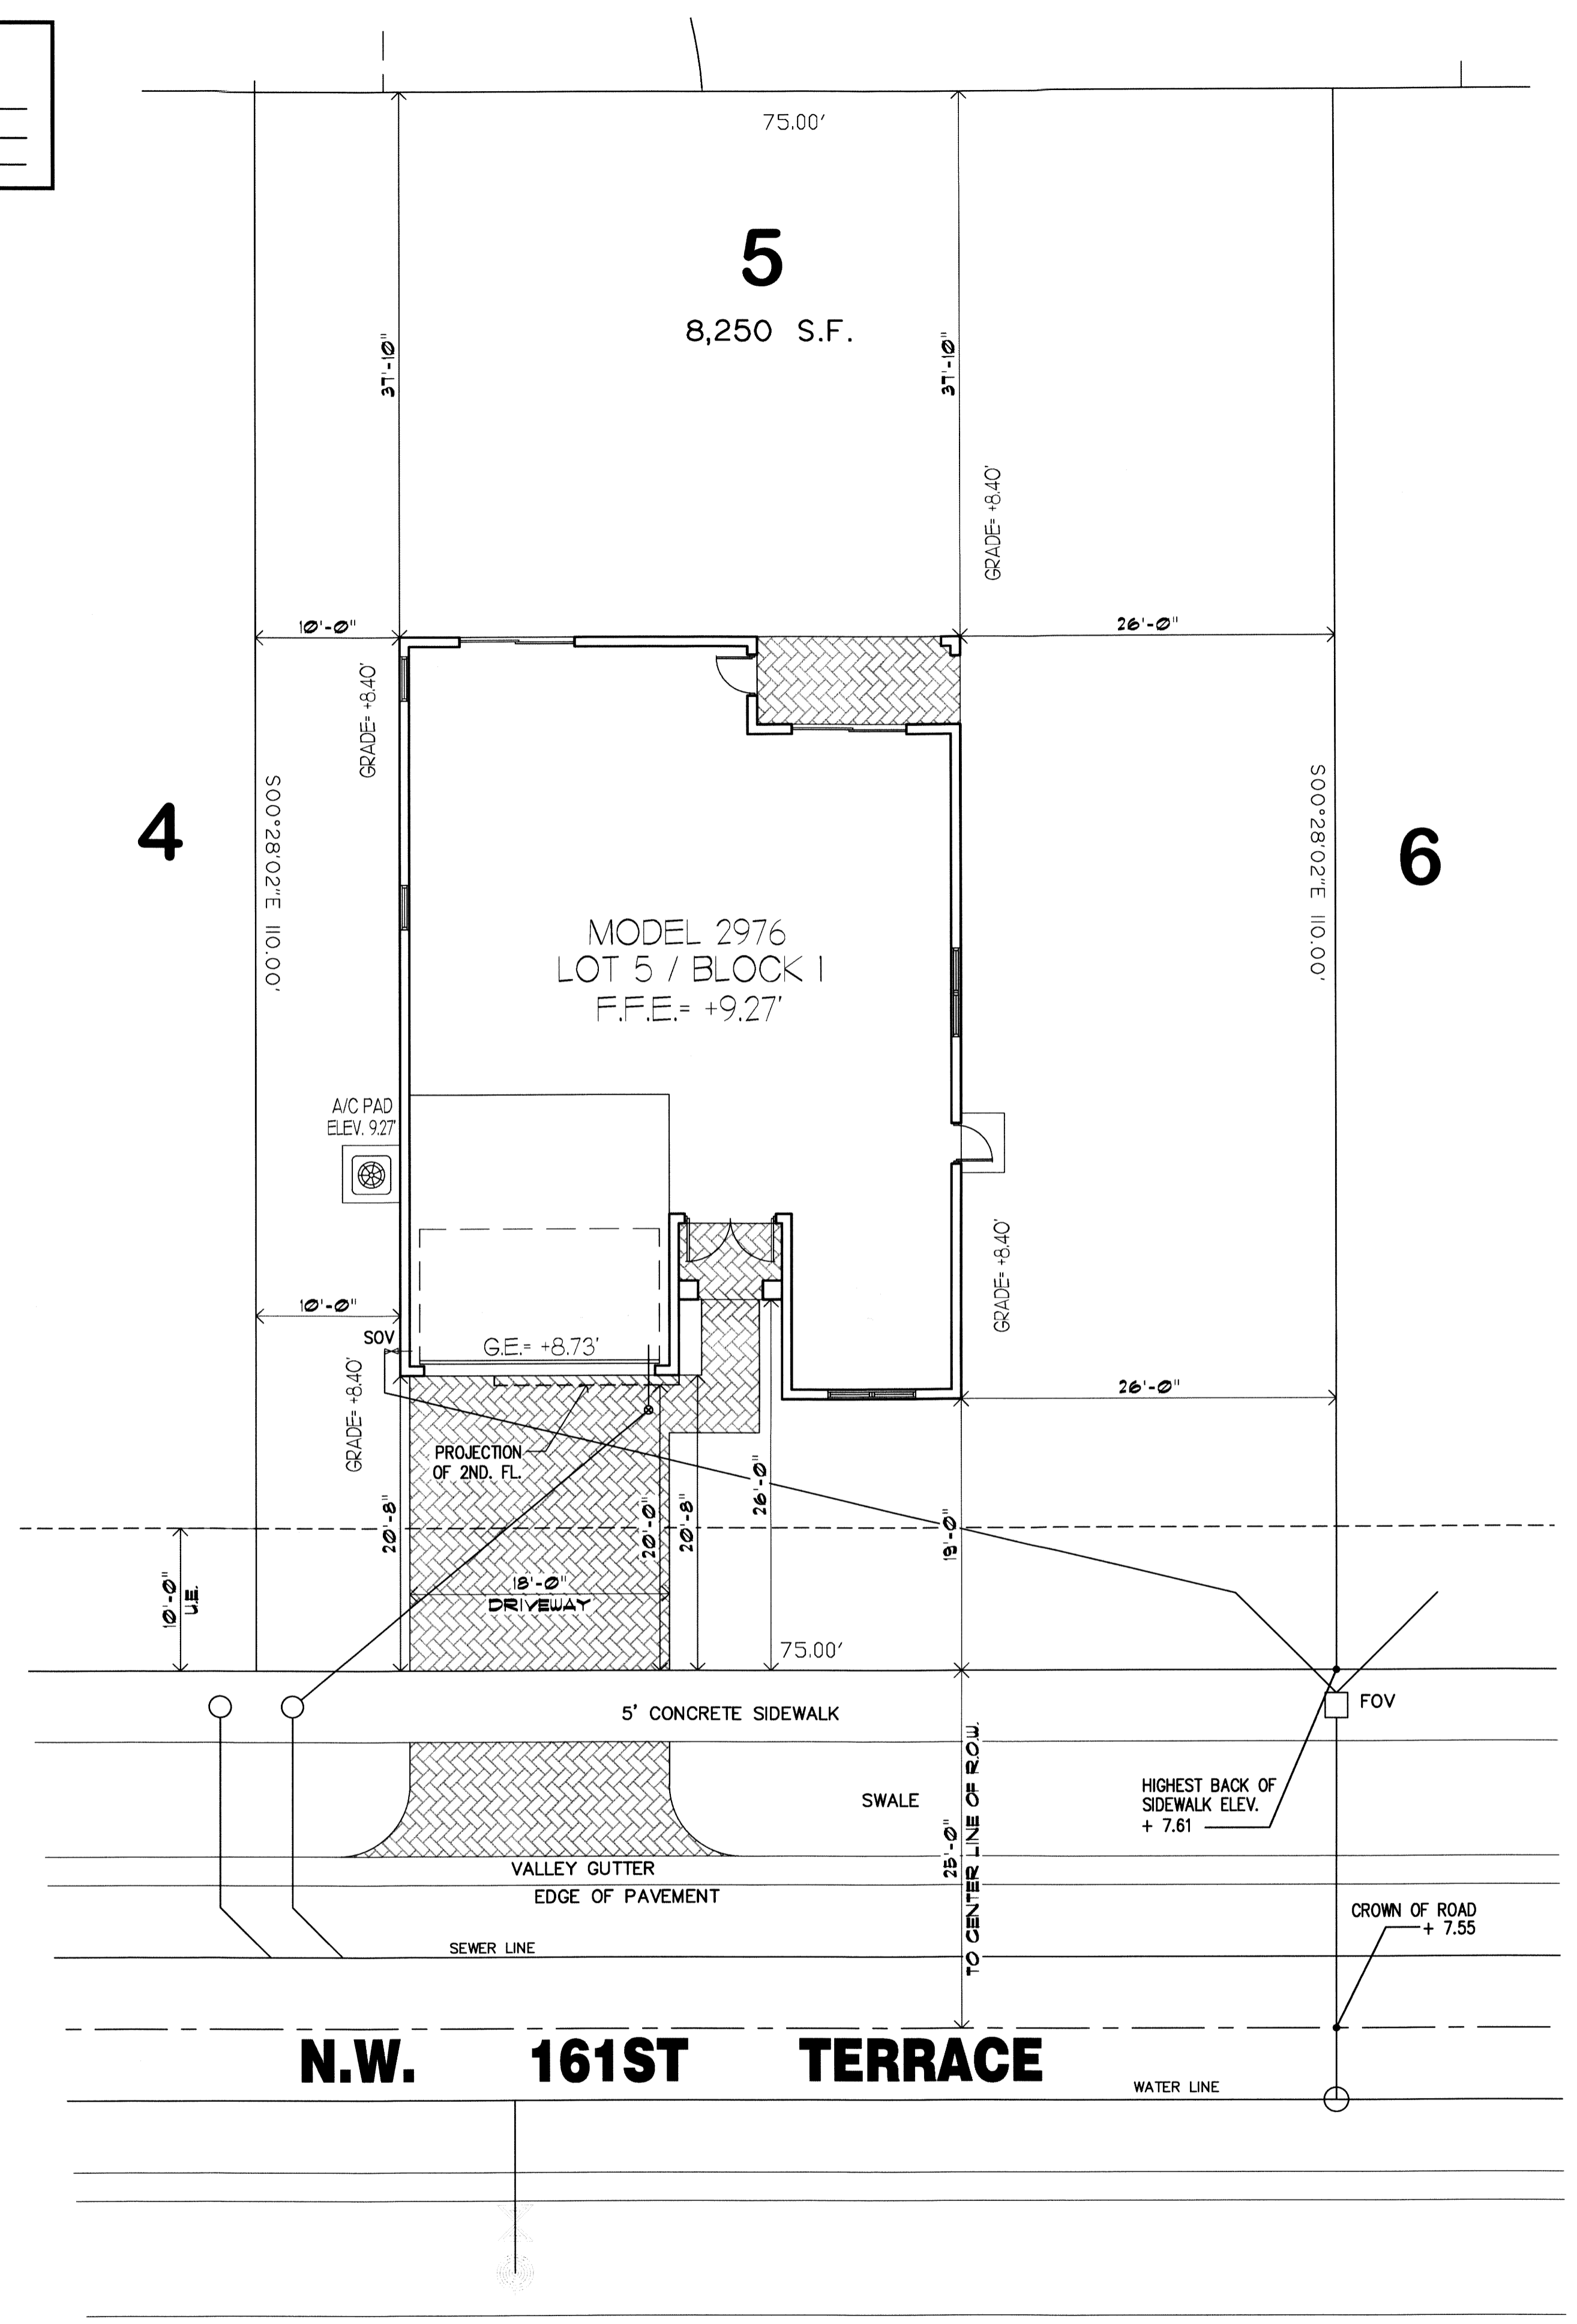 75.00'
5
8,250 S.F.
37'-10"
37'-10"
GRADE= +8.40'
10'-0"
26'-0"
GRADE= +8.40'
S00°28'02"E 110.00'
S00°28'02"E 110.00'
4
6
MODEL 2976
LOT 5 / BLOCK 1
F.F.E.= +9.27'
A/C PAD
ELEV. 9.27'
GRADE= +8.40'
10'-0"
SOV
G.E.= +8.73'
GRADE= +8.40'
26'-0"
PROJECTION
OF 2ND. FL.
20'-8"
20'-0"
20'-8"
26'-0"
19'-0"
10'-0"
U.E.
18'-0"
DRIVEWAY
75.00'
5' CONCRETE SIDEWALK
FOV
SWALE
HIGHEST BACK OF
SIDEWALK ELEV.
+ 7.61
25'-0"
TO CENTER LINE OF R.O.W.
VALLEY GUTTER
EDGE OF PAVEMENT
CROWN OF ROAD
+ 7.55
SEWER LINE
N.W. 161ST TERRACE
WATER LINE